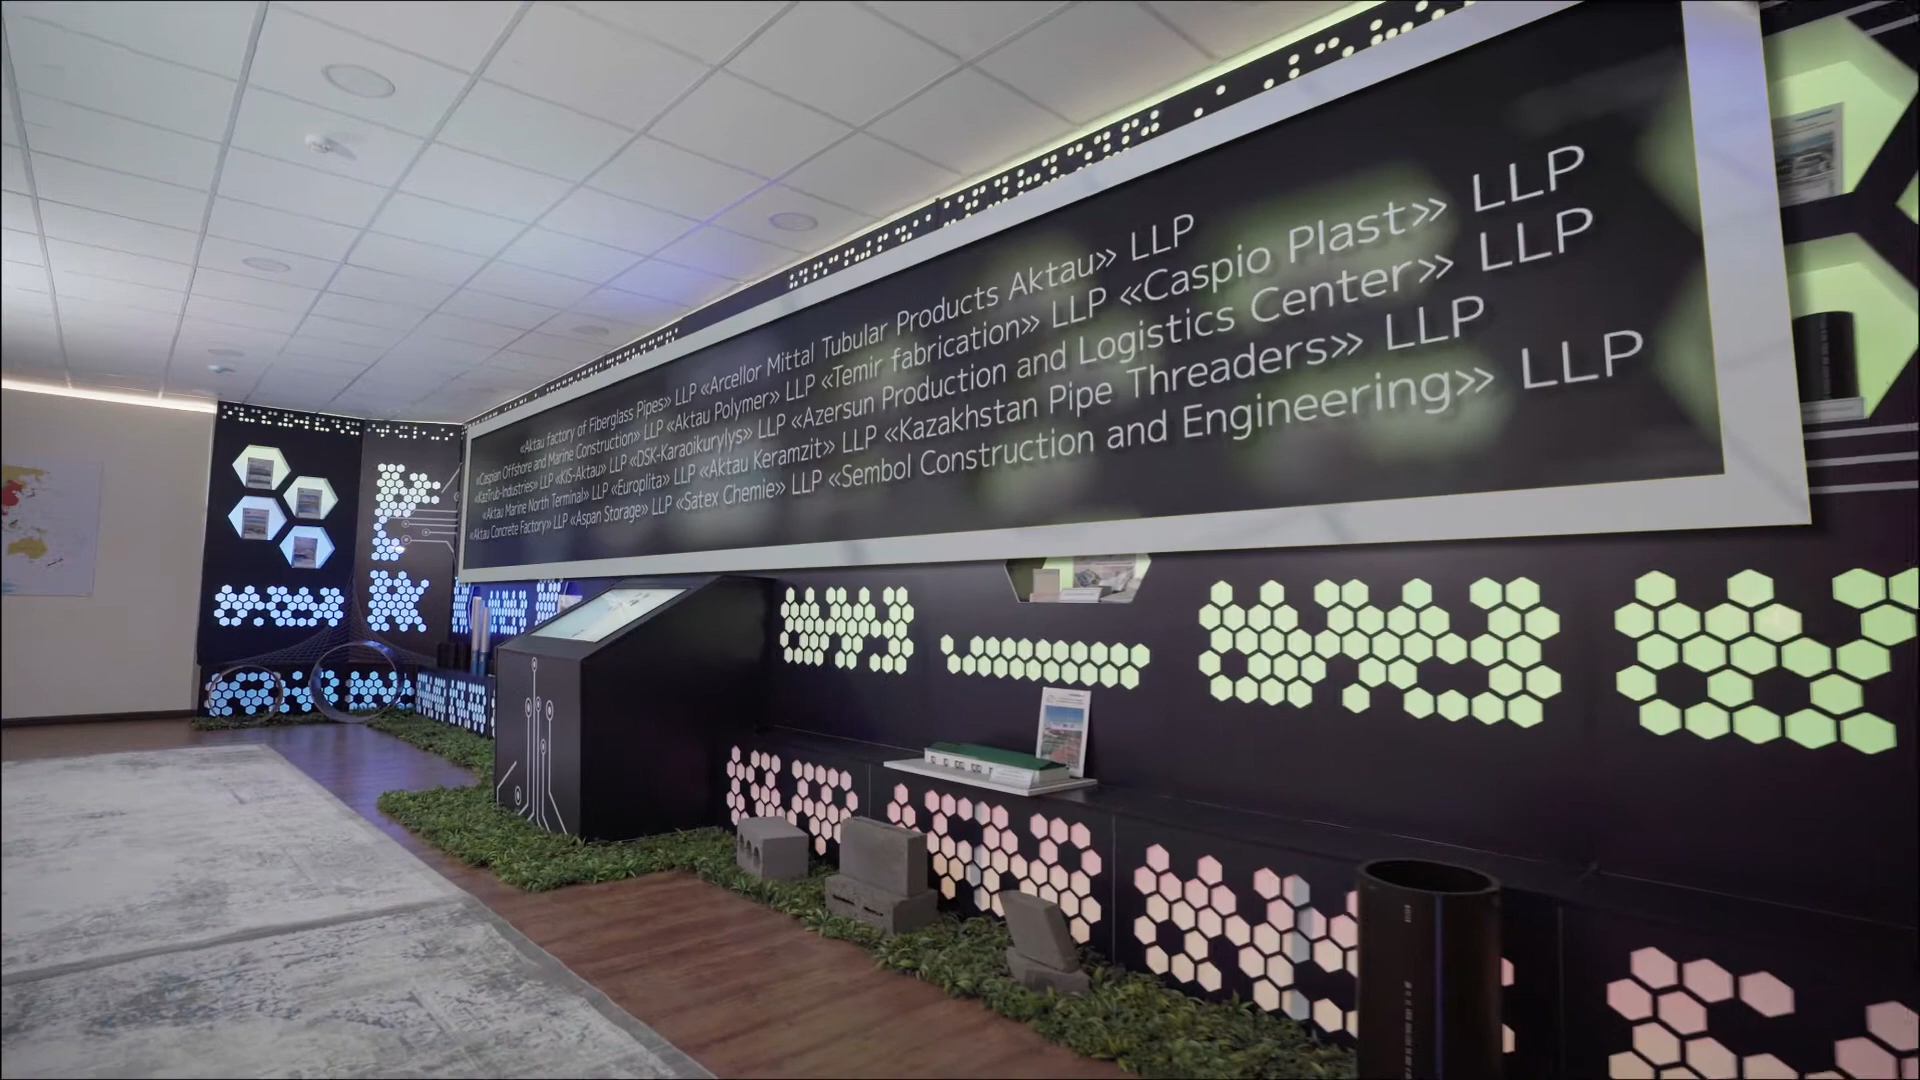 «Aktau Factory of Fiberglass Pipes» LLP «Arcellor Mittal Tubular Products Aktau» LLP
«Caspian Offshore and Marine Construction» LLP «Aktau Polymer» LLP «Temir fabrication» LLP «Caspio Plast» LLP
«KazTrub-Industries» LLP «KIS-Aktau» LLP «DSK-Karaoikurylys» LLP «Azersun Production and Logistics Center» LLP
«Aktau Marine North Terminal» LLP «Europlita» LLP «Aktau Keramzit» LLP «Kazakhstan Pipe Threaders» LLP
«Aktau Concrete Factory» LLP «Aspan Storage» LLP «Satex Chemie» LLP «Sembol Construction and Engineering» LLP